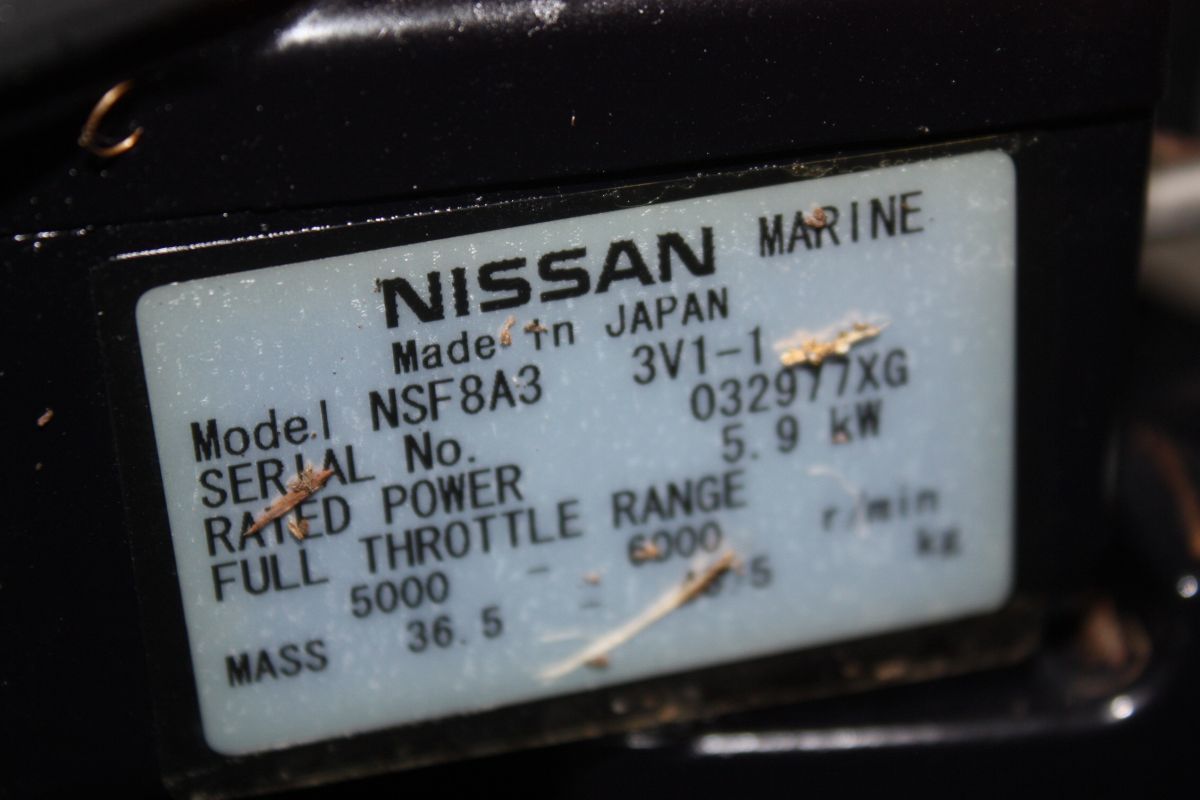 NISSAN MARINE
Made in JAPAN
Model NSF8A3 3V1-1
SERIAL No. 032977XG
RATED POWER 5.9 kW
FULL THROTTLE RANGE
5000 - 6000 r/min
MASS 36.5 - kg